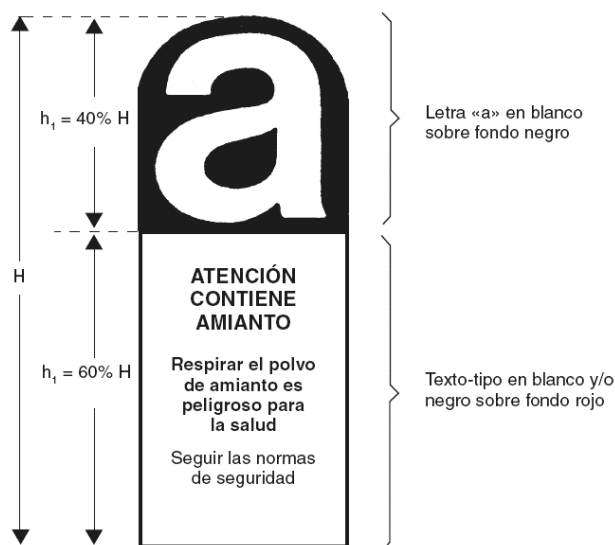 a
h₁ = 40% H
Letra «a» en blanco
sobre fondo negro
H
ATENCIÓN
CONTIENE
AMIANTO
Respirar el polvo
de amianto es
peligroso para
la salud
Seguir las normas
de seguridad
h₁ = 60% H
Texto-tipo en blanco y/o
negro sobre fondo rojo